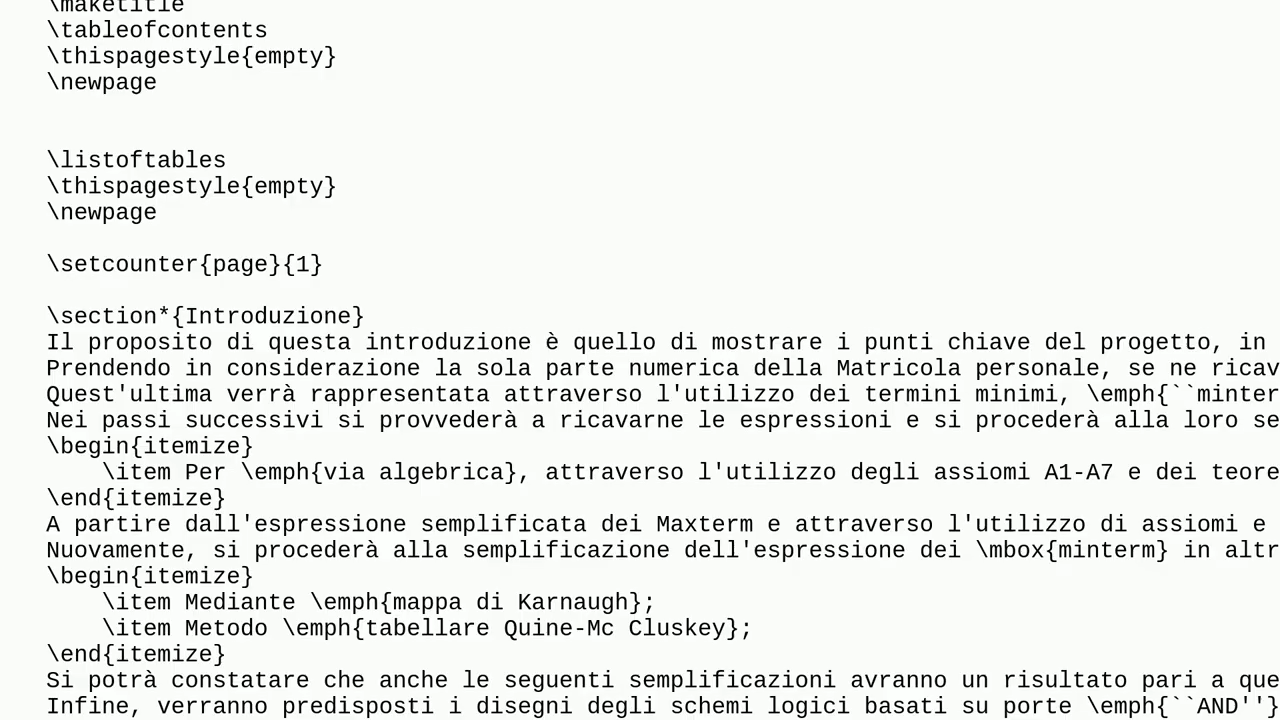 \maketitle
\tableofcontents
\thispagestyle{empty}
\newpage
\listoftables
\thispagestyle{empty}
\newpage
\setcounter{page}{1}
\section*{Introduzione}
Il proposito di questa introduzione è quello di mostrare i punti chiave del progetto, in
Prendendo in considerazione la sola parte numerica della Matricola personale, se ne ricav
Quest'ultima verrà rappresentata attraverso l'utilizzo dei termini minimi, \emph{``minter
Nei passi successivi si provvederà a ricavarne le espressioni e si procederà alla loro se
\begin{itemize}
    \item Per \emph{via algebrica}, attraverso l'utilizzo degli assiomi A1-A7 e dei teore
\end{itemize}
A partire dall'espressione semplificata dei Maxterm e attraverso l'utilizzo di assiomi e
Nuovamente, si procederà alla semplificazione dell'espressione dei \mbox{minterm} in altr
\begin{itemize}
    \item Mediante \emph{mappa di Karnaugh};
    \item Metodo \emph{tabellare Quine-Mc Cluskey};
\end{itemize}
Si potrà constatare che anche le seguenti semplificazioni avranno un risultato pari a que
Infine, verranno predisposti i disegni degli schemi logici basati su porte \emph{``AND''}